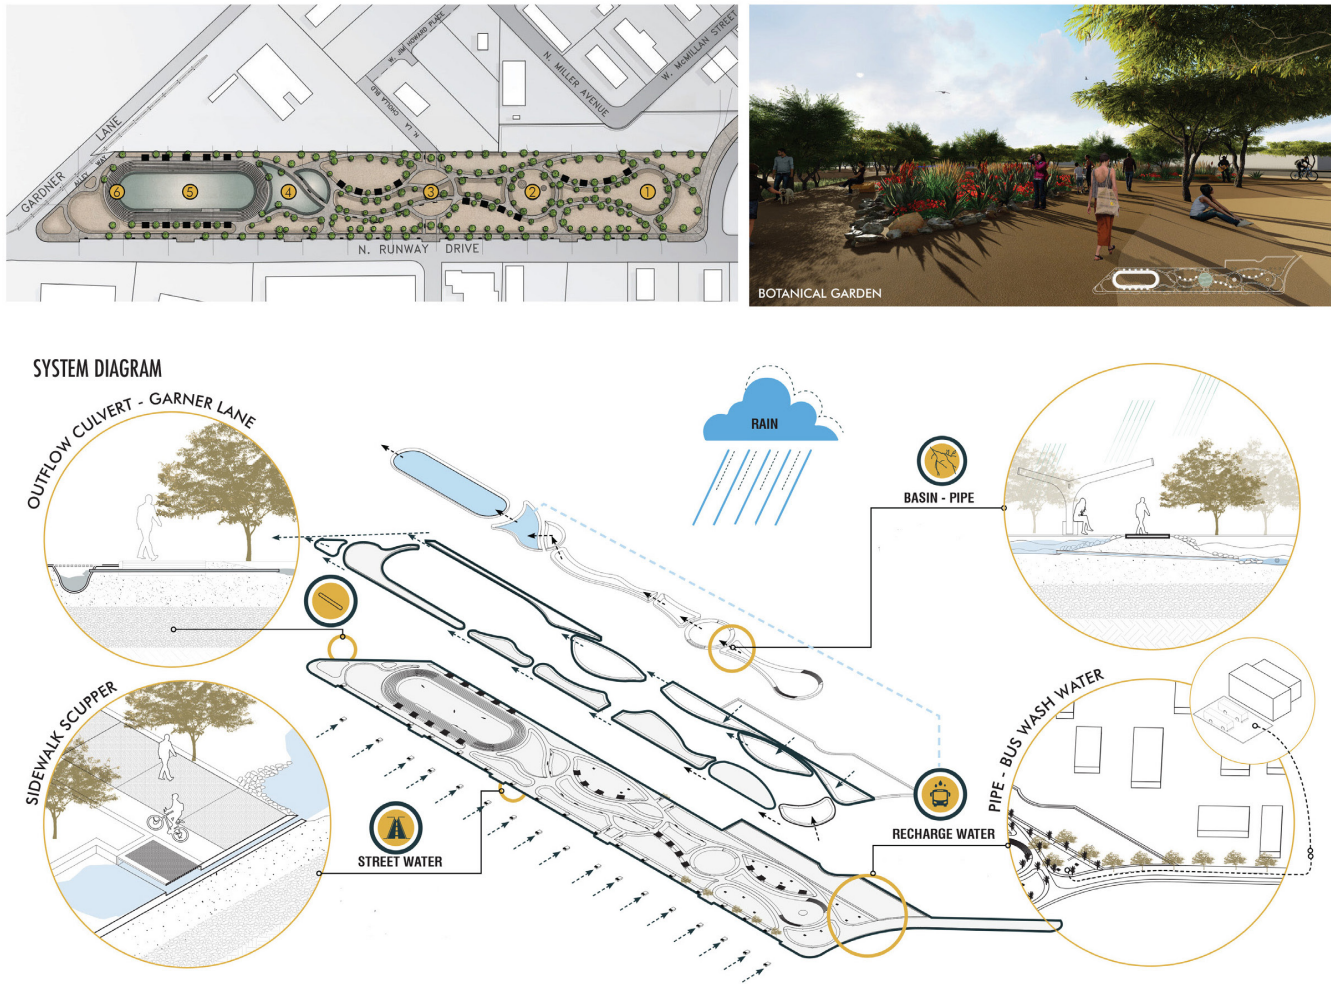 GARDNER LANE
ALLEY WAY
W. JIM HOWARD PLACE
N. LA CHOLLA BLVD
N. MILLER AVENUE
W. McMILLAN STREET
6
5
4
3
2
1
N. RUNWAY DRIVE
BOTANICAL GARDEN
SYSTEM DIAGRAM
OUTFLOW CULVERT - GARNER LANE
RAIN
BASIN - PIPE
SIDEWALK SCUPPER
STREET WATER
RECHARGE WATER
PIPE - BUS WASH WATER